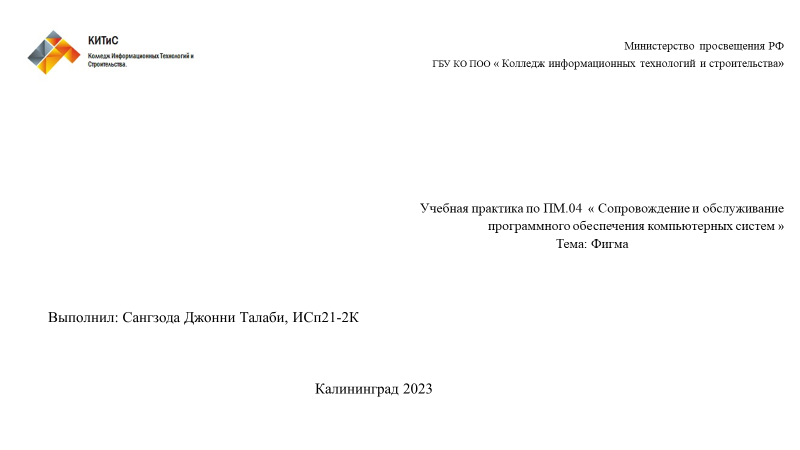 КИТиС
Колледж Информационных Технологий и
Строительства.
Министерство просвещения РФ
ГБУ КО ПОО « Колледж информационных технологий и строительства»
Учебная практика по ПМ.04 « Сопровождение и обслуживание
программного обеспечения компьютерных систем »
Тема: Фигма
Выполнил: Сангзода Джонни Талаби, ИСп21-2К
Калининград 2023